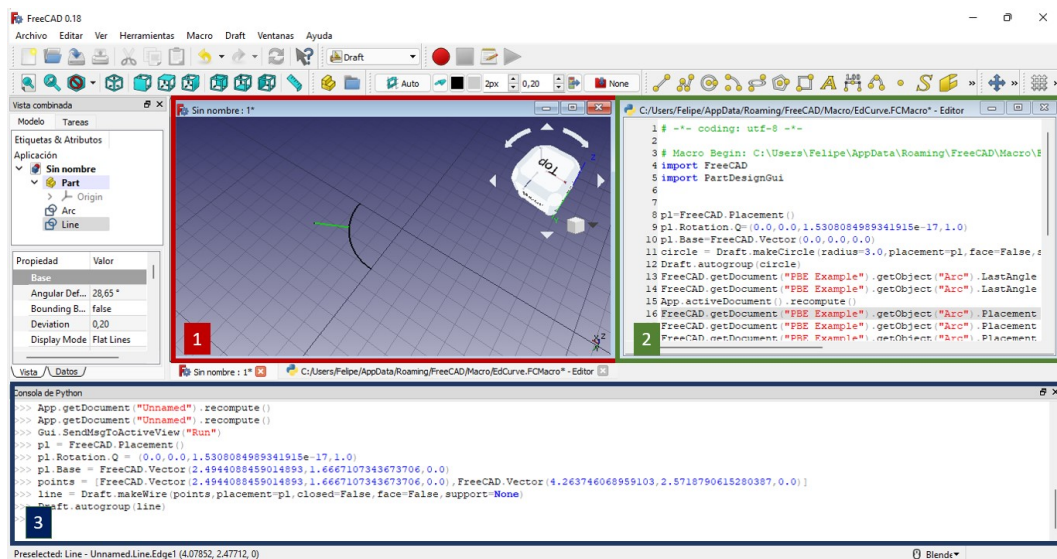 FreeCAD 0.18
Archivo Editar Ver Herramientas Macro Draft Ventanas Ayuda
Draft
Auto 2px 0,20 None
Vista combinada
Modelo Tareas
Etiquetas & Atributos
Aplicación
Sin nombre
Part
Origin
Arc
Line
Propiedad Valor
Base
Angular Def... 28,65 °
Bounding B... false
Deviation 0,20
Display Mode Flat Lines
Vista Datos
Sin nombre : 1*
TOP
z
1
z
C:/Users/Felipe/AppData/Roaming/FreeCAD/Macro/EdCurve.FCMacro* - Editor
1 # -*- coding: utf-8 -*-
2
3 # Macro Begin: C:\Users\Felipe\AppData\Roaming\FreeCAD\Macro\E
4 import FreeCAD
5 import PartDesignGui
6
7
8 pl=FreeCAD.Placement()
9 pl.Rotation.Q=(0.0,0.0,1.5308084989341915e-17,1.0)
10 pl.Base=FreeCAD.Vector(0.0,0.0,0.0)
11 circle = Draft.makeCircle(radius=3.0,placement=pl,face=False,s
12 Draft.autogroup(circle)
13 FreeCAD.getDocument("PBE Example").getObject("Arc").LastAngle
14 FreeCAD.getDocument("PBE Example").getObject("Arc").LastAngle
15 App.activeDocument().recompute()
16 FreeCAD.getDocument("PBE Example").getObject("Arc").Placement
FreeCAD.getDocument("PBE Example").getObject("Arc").Placement
FreeCAD.getDocument("PBE Example").getObject("Arc").Placement
2
Sin nombre : 1*
C:/Users/Felipe/AppData/Roaming/FreeCAD/Macro/EdCurve.FCMacro* - Editor
Consola de Python
>>> App.getDocument("Unnamed").recompute()
>>> App.getDocument("Unnamed").recompute()
>>> Gui.SendMsgToActiveView("Run")
>>> pl = FreeCAD.Placement()
>>> pl.Rotation.Q = (0.0,0.0,1.5308084989341915e-17,1.0)
>>> pl.Base = FreeCAD.Vector(2.4944088459014893,1.6667107343673706,0.0)
>>> points = [FreeCAD.Vector(2.4944088459014893,1.6667107343673706,0.0),FreeCAD.Vector(4.263746068959103,2.5718790615280387,0.0)]
>>> line = Draft.makeWire(points,placement=pl,closed=False,face=False,support=None)
>>> Draft.autogroup(line)
>>>
3
Preselected: Line - Unnamed.Line.Edge1 (4.07852, 2.47712, 0)
Blende